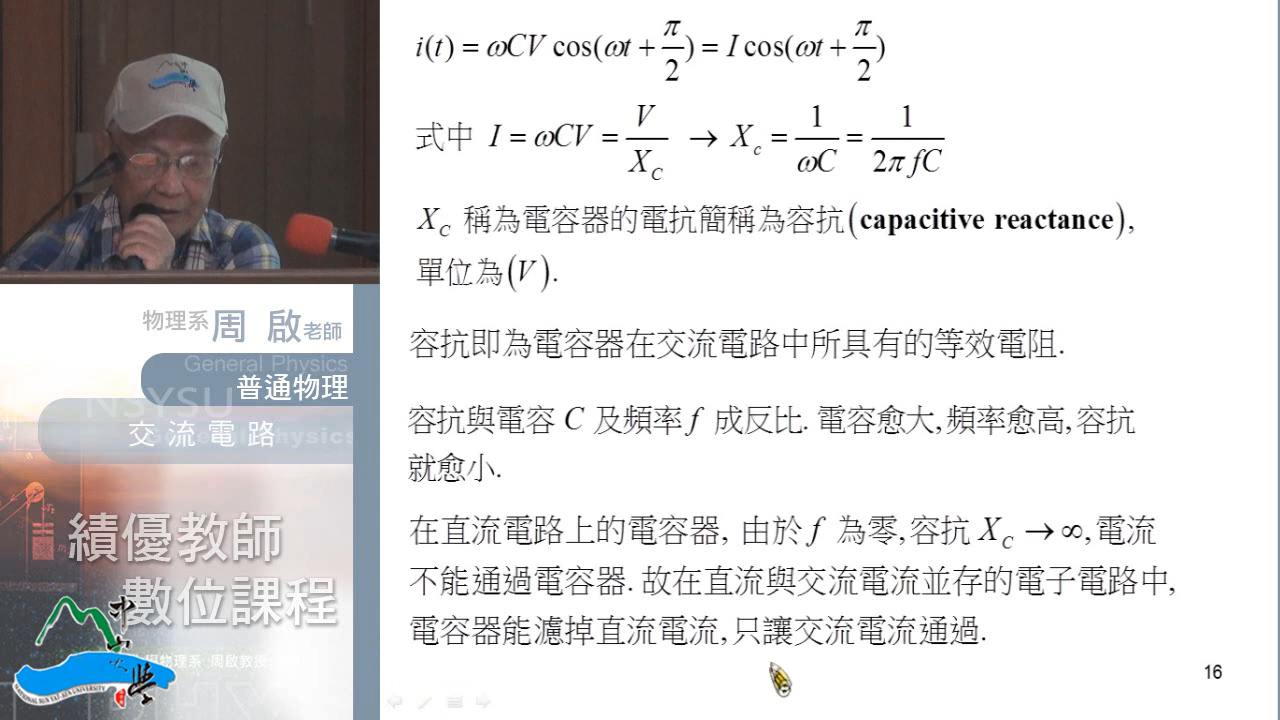 i(t) = ωCV cos(ωt + π/2) = I cos(ωt + π/2)
式中 I = ωCV = V/X_C → X_c = 1/ωC = 1/2πfC
X_C 稱為電容器的電抗簡稱為容抗(capacitive reactance),
單位為(V).
容抗即為電容器在交流電路中所具有的等效電阻.
容抗與電容 C 及頻率 f 成反比. 電容愈大,頻率愈高,容抗
就愈小.
在直流電路上的電容器, 由於 f 為零,容抗 X_C → ∞,電流
不能通過電容器. 故在直流與交流電流並存的電子電路中,
電容器能濾掉直流電流,只讓交流電流通過.
16
物理系 周 啟 老師
General Physics
普通物理
NSYSU
交流電路
績優教師
數位課程